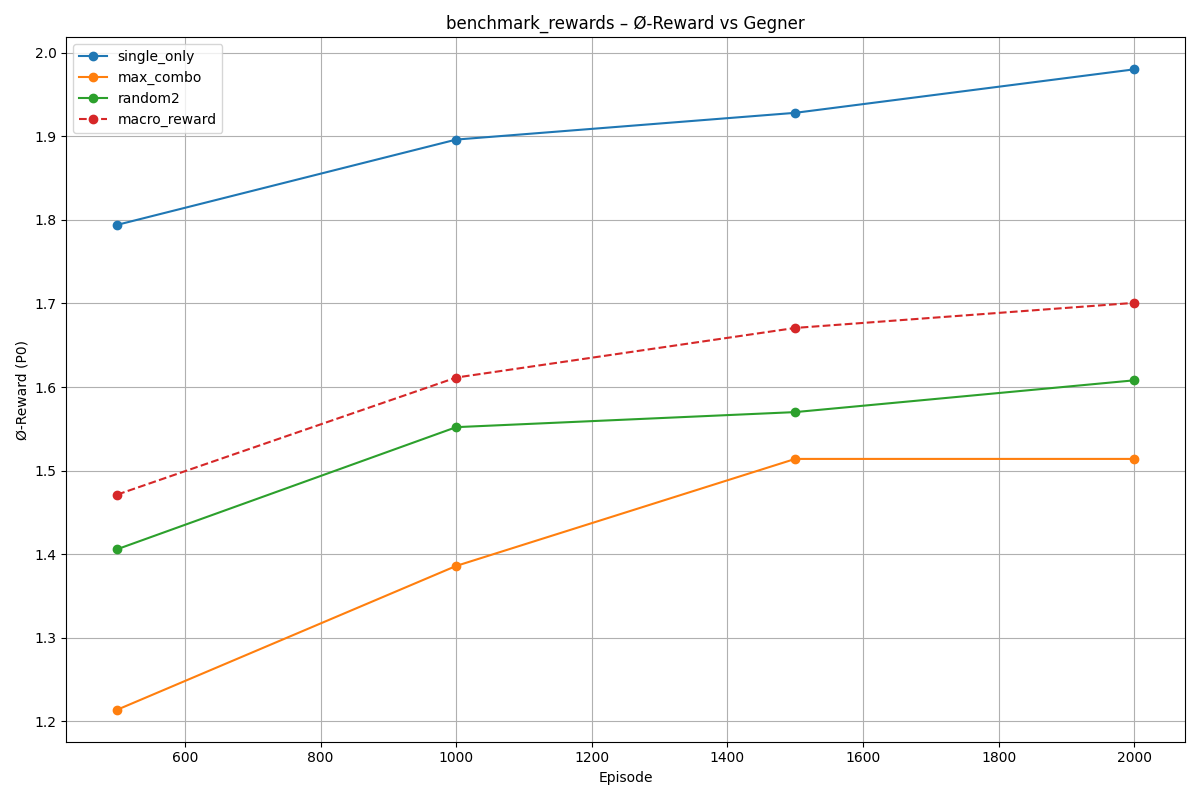 benchmark_rewards – Ø-Reward vs Gegner
single_only
max_combo
random2
macro_reward
2.0
1.9
1.8
1.7
1.6
1.5
1.4
1.3
1.2
Ø-Reward (P0)
600 800 1000 1200 1400 1600 1800 2000
Episode